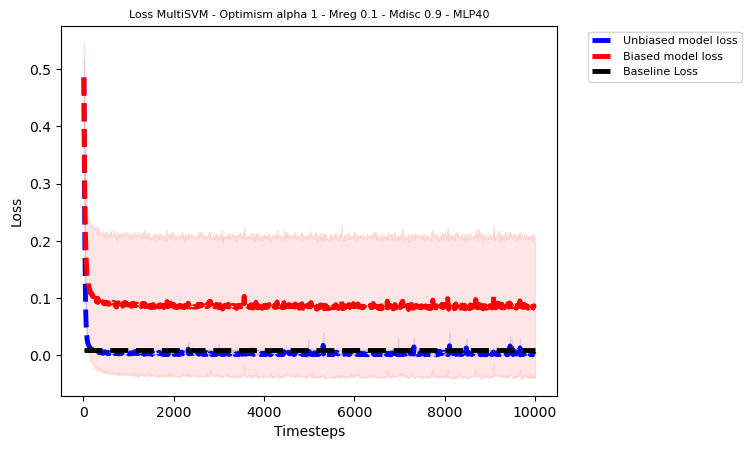 Loss MultiSVM - Optimism alpha 1 - Mreg 0.1 - Mdisc 0.9 - MLP40
Unbiased model loss
Biased model loss
Baseline Loss
Loss
0.5
0.4
0.3
0.2
0.1
0.0
0 2000 4000 6000 8000 10000
Timesteps